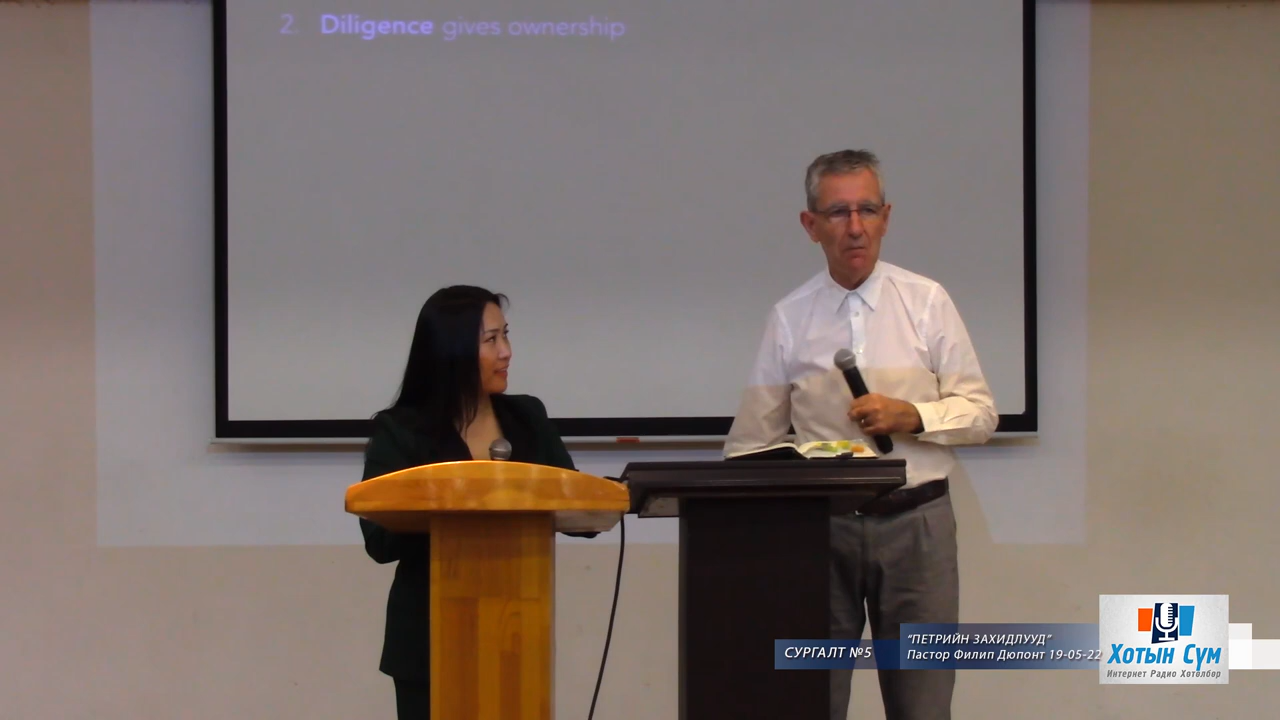 2. Diligence gives ownership
СУРГАЛТ №5
"ПЕТРИЙН ЗАХИДЛУУД"
Пастор Филип Дюпонт 19-05-22
Хотын Сүм
Интернет Радио Хөтөлбөр